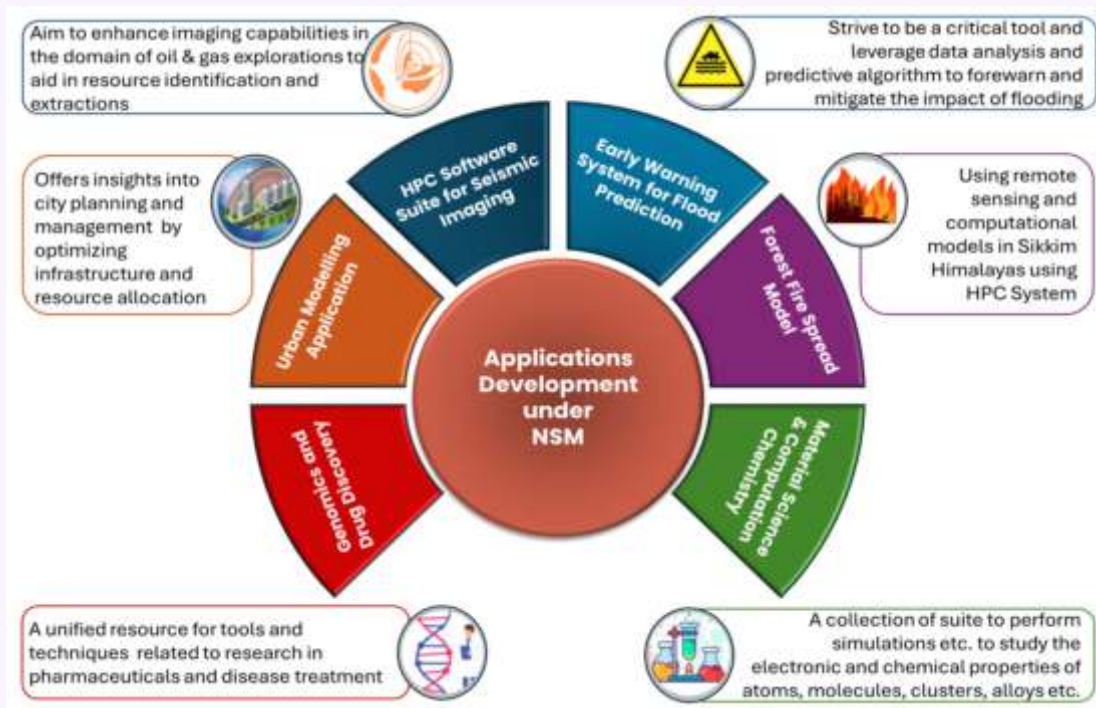 Aim to enhance imaging capabilities in
the domain of oil & gas explorations to
aid in resource identification and
extractions
Strive to be a critical tool and
leverage data analysis and
predictive algorithm to forewarn and
mitigate the impact of flooding
HPC Software
Suite for Seismic
Imaging
Early Warning
System for Flood
Prediction
Offers insights into
city planning and
management by
optimizing
infrastructure and
resource allocation
Urban Modelling
Application
Forest Fire Spread
Model
Using remote
sensing and
computational
models in Sikkim
Himalayas using
HPC System
Applications
Development
under
NSM
Genomics and
Drug Discovery
Material Science
& Computation
Chemistry
A unified resource for tools and
techniques related to research in
pharmaceuticals and disease treatment
A collection of suite to perform
simulations etc. to study the
electronic and chemical properties of
atoms, molecules, clusters, alloys etc.